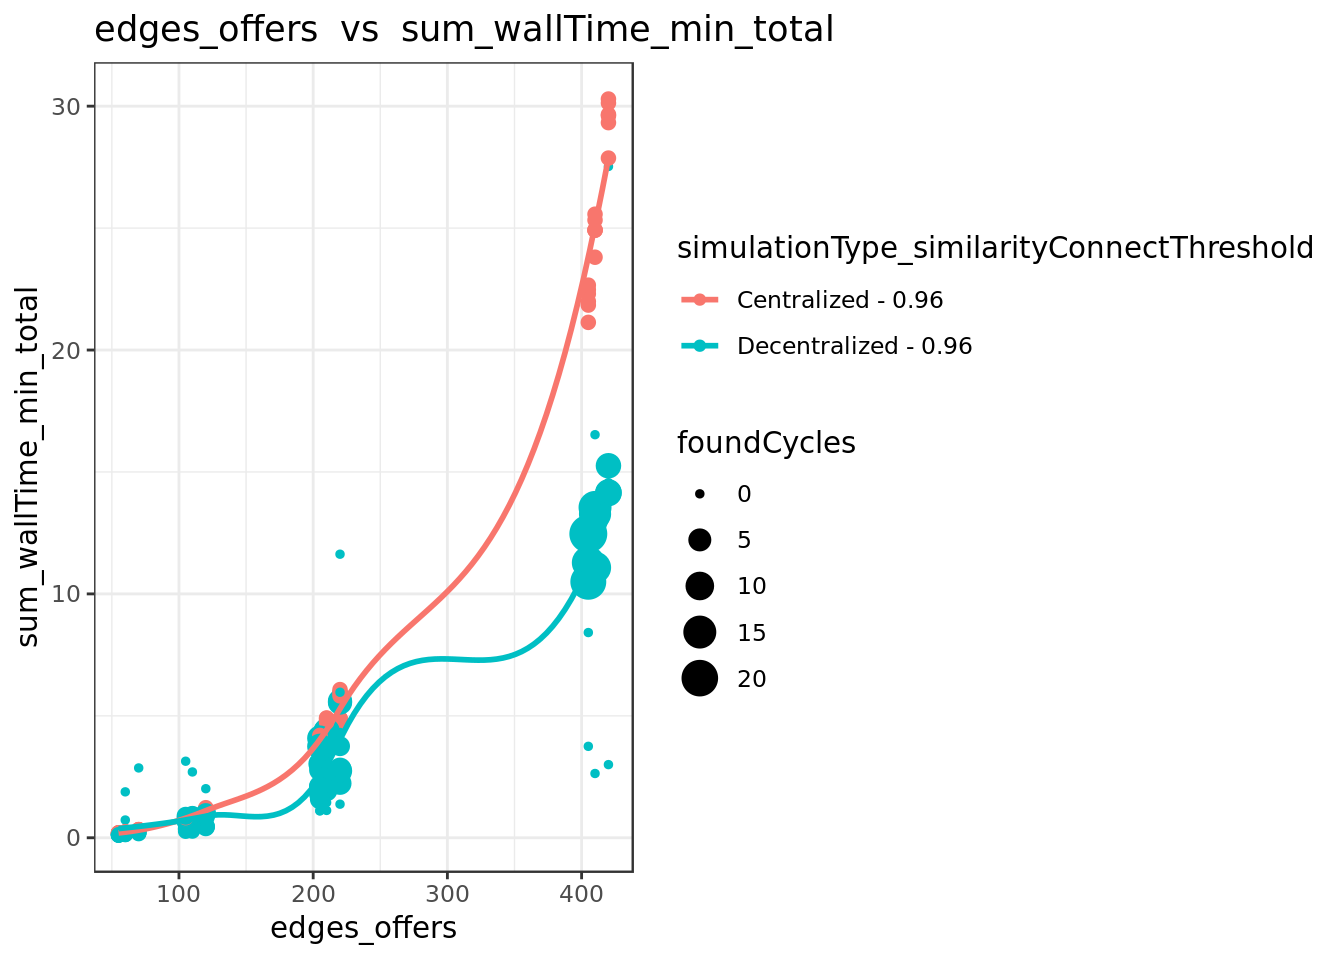 edges_offers  vs  sum_wallTime_min_total
sum_wallTime_min_total
30
20
10
0
100
200
300
400
edges_offers
simulationType_similarityConnectThreshold
Centralized - 0.96
Decentralized - 0.96
foundCycles
0
5
10
15
20